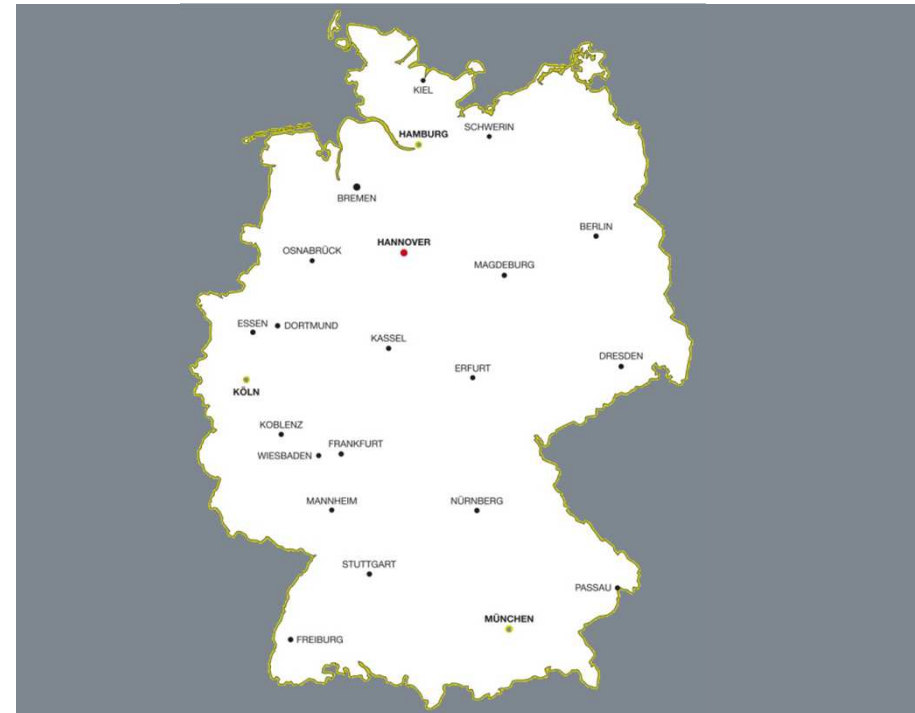 KIEL
SCHWERIN
HAMBURG
BREMEN
BERLIN
HANNOVER
OSNABRÜCK
MAGDEBURG
ESSEN
DORTMUND
KASSEL
DRESDEN
ERFURT
KÖLN
KOBLENZ
FRANKFURT
WIESBADEN
MANNHEIM
NÜRNBERG
STUTTGART
PASSAU
MÜNCHEN
FREIBURG